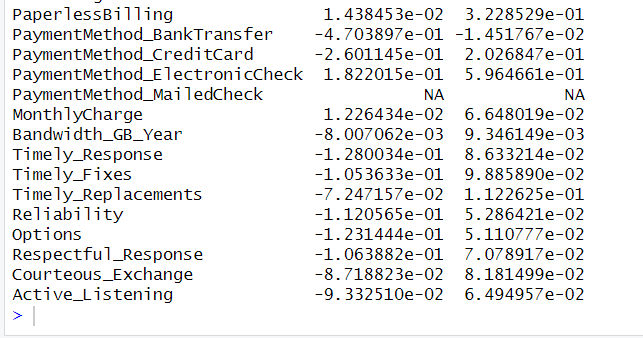 PaperlessBilling 1.438453e-02 3.228529e-01
PaymentMethod_BankTransfer -4.703897e-01 -1.451767e-02
PaymentMethod_CreditCard -2.601145e-01 2.026847e-01
PaymentMethod_ElectronicCheck 1.822015e-01 5.964661e-01
PaymentMethod_MailedCheck NA NA
MonthlyCharge 1.226434e-02 6.648019e-02
Bandwidth_GB_Year -8.007062e-03 9.346149e-03
Timely_Response -1.280034e-01 8.633214e-02
Timely_Fixes -1.053633e-01 9.885890e-02
Timely_Replacements -7.247157e-02 1.122625e-01
Reliability -1.120565e-01 5.286421e-02
Options -1.231444e-01 5.110777e-02
Respectful_Response -1.063882e-01 7.078917e-02
Courteous_Exchange -8.718823e-02 8.181499e-02
Active_Listening -9.332510e-02 6.494957e-02
>